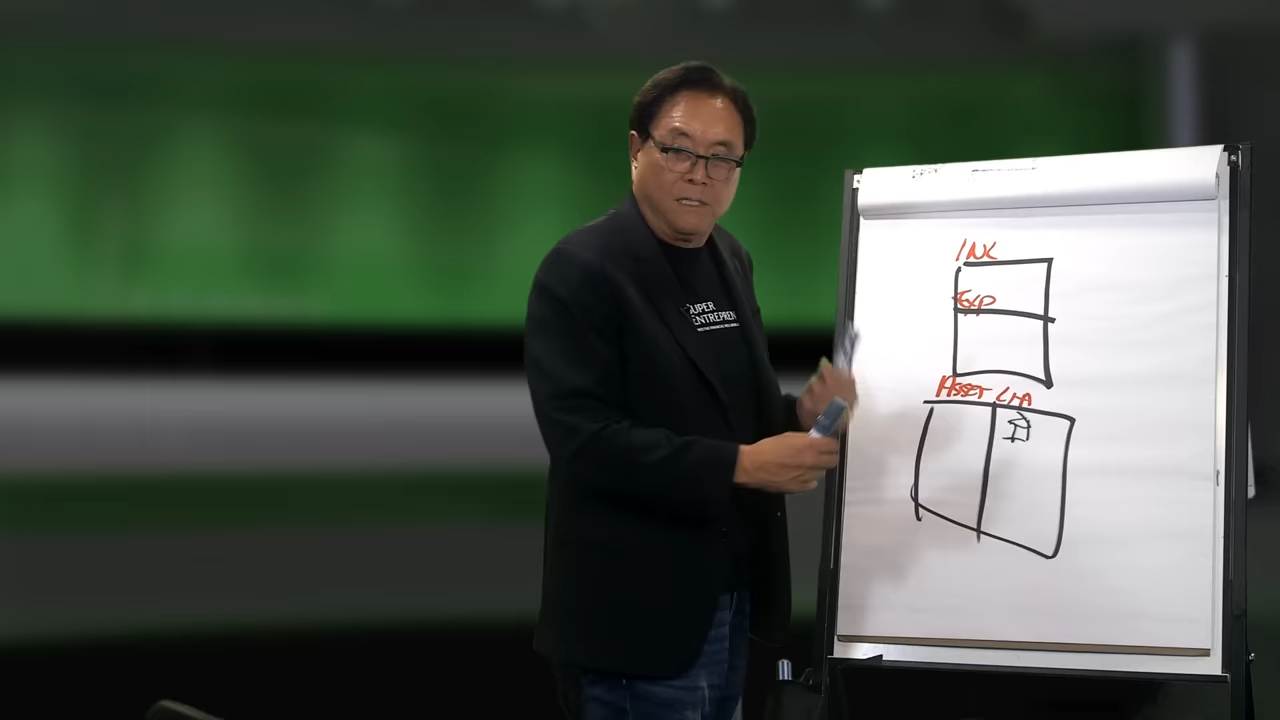 SUPER
ENTREPREN
INC
EXP
ASSET LIA